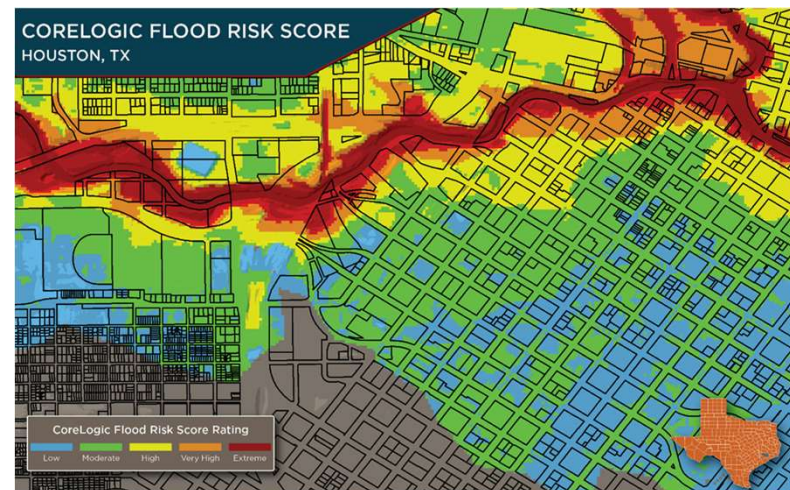 CORELOGIC FLOOD RISK SCORE
HOUSTON, TX
CoreLogic Flood Risk Score Rating
Low Moderate High Very High Extreme